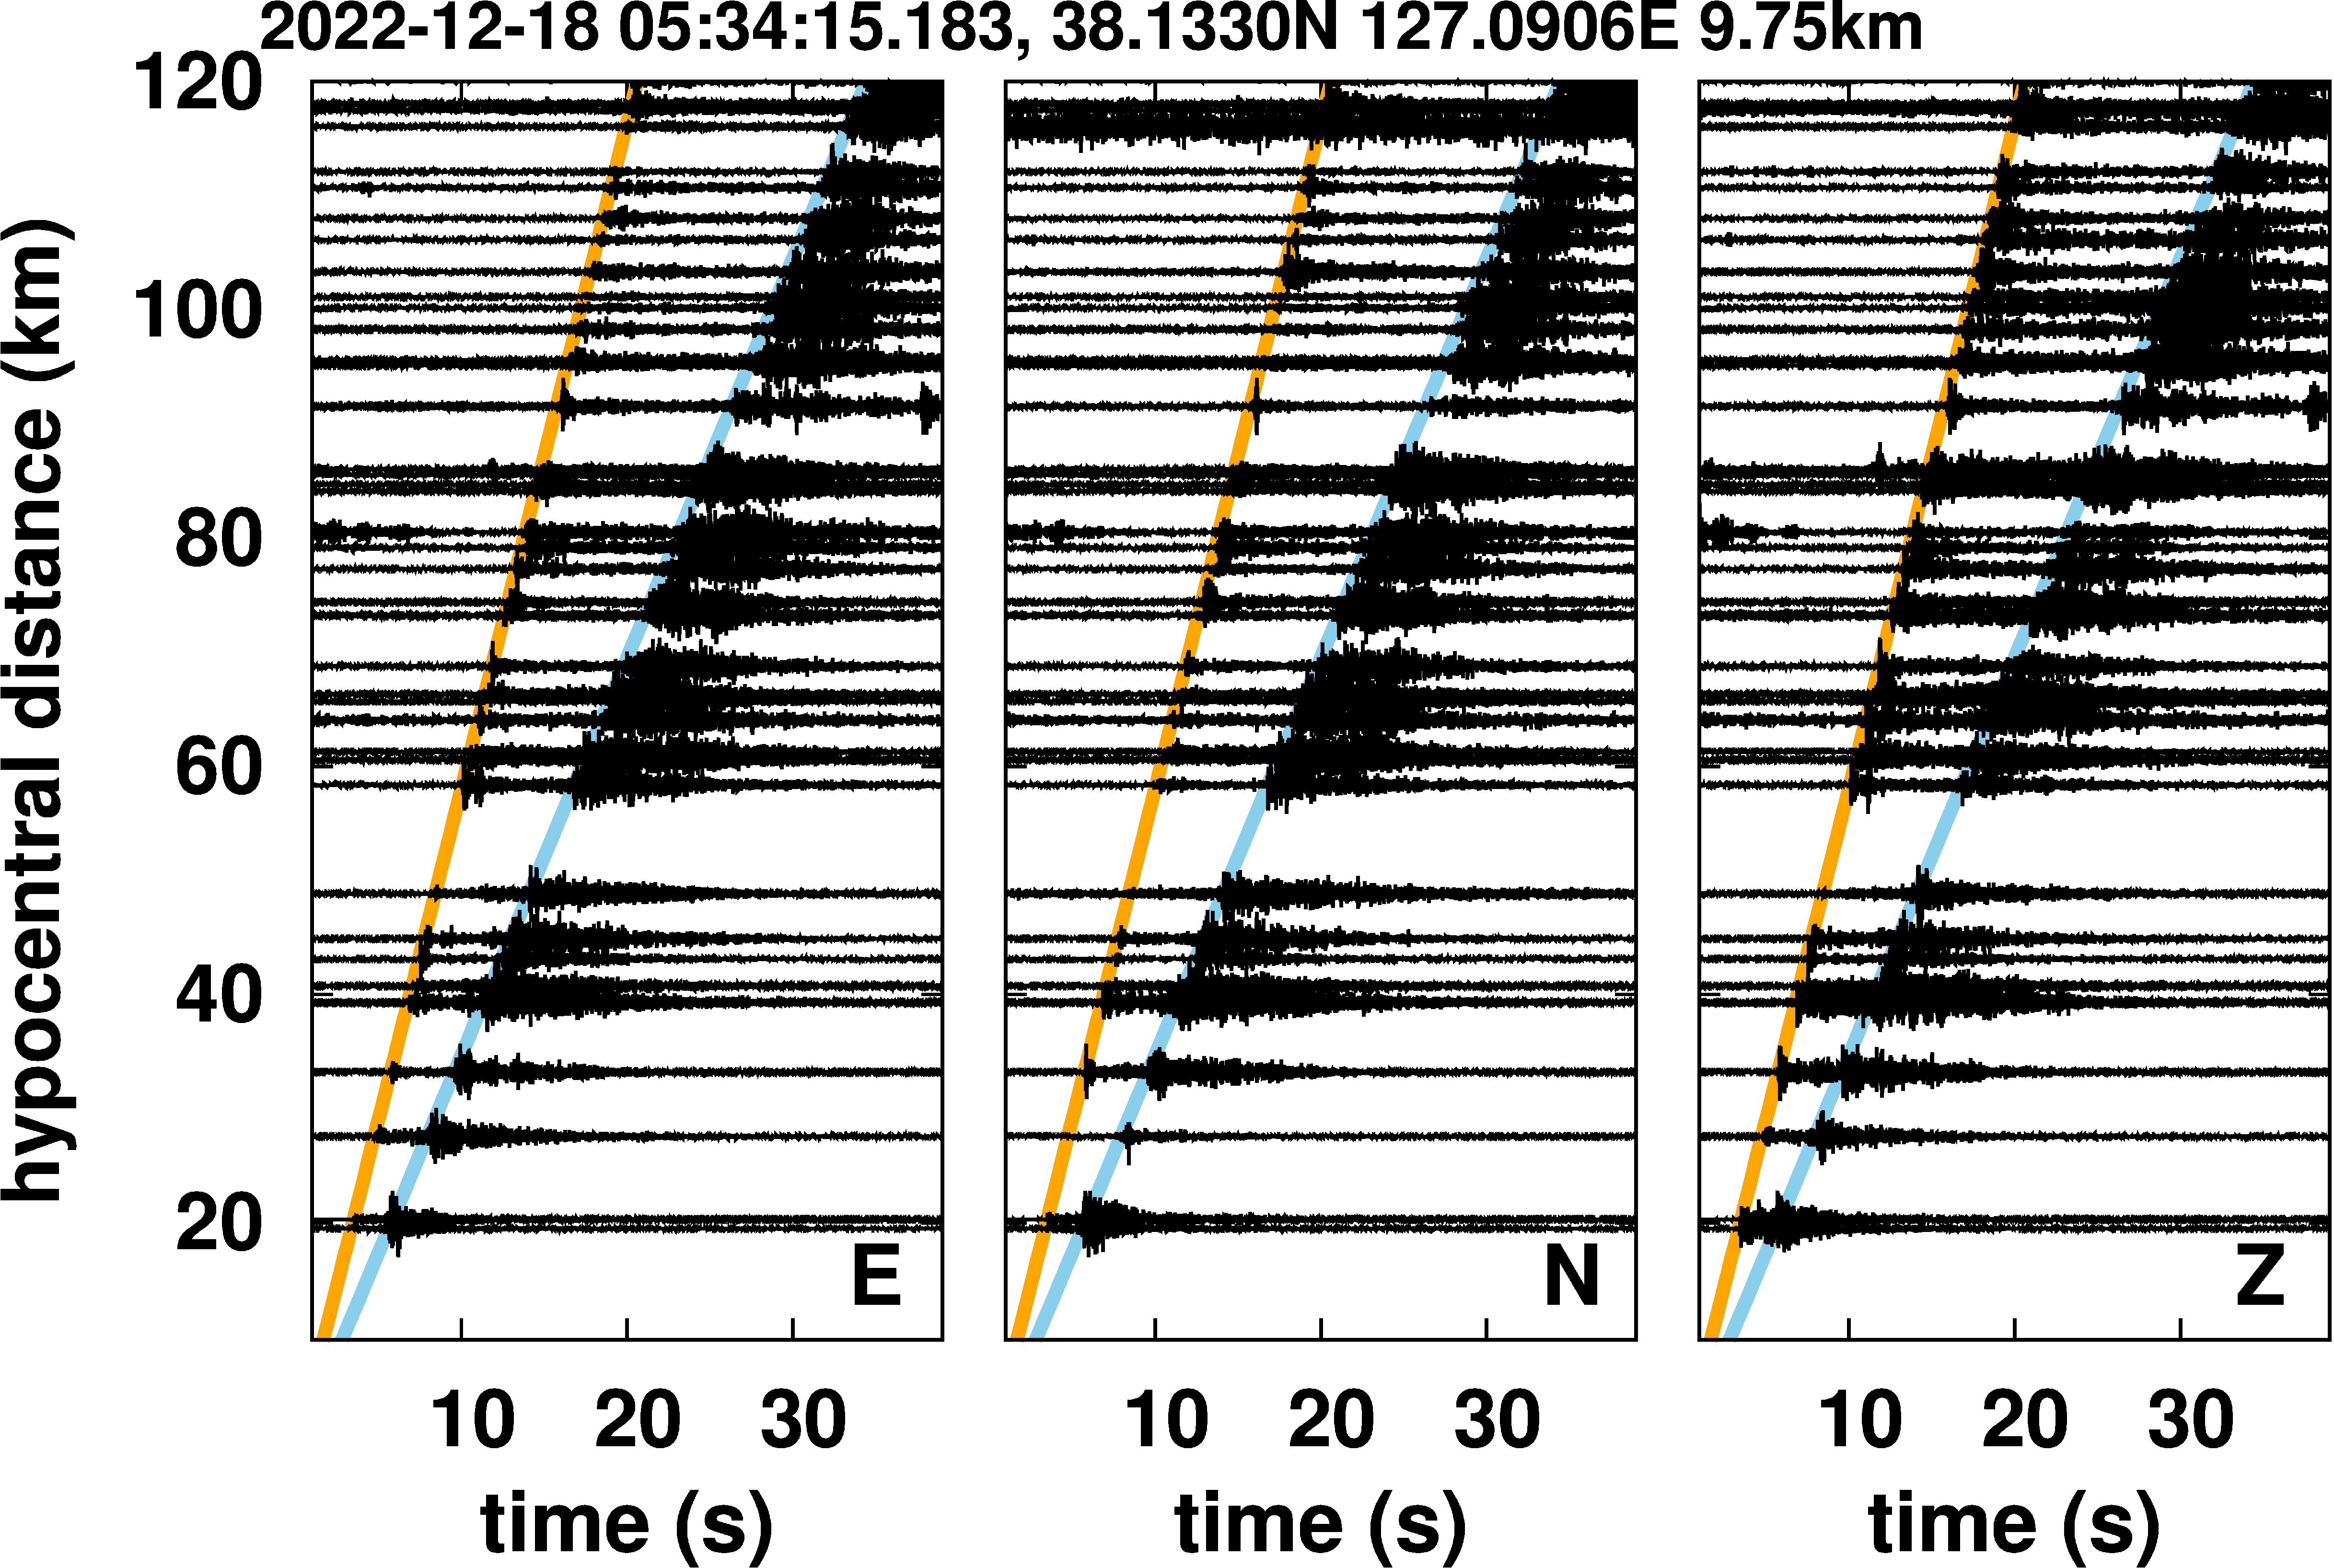 2022-12-18 05:34:15.183, 38.1330N 127.0906E 9.75km
hypocentral distance (km)
120
100
80
60
40
20
E
N
Z
10 20 30
10 20 30
10 20 30
time (s)
time (s)
time (s)